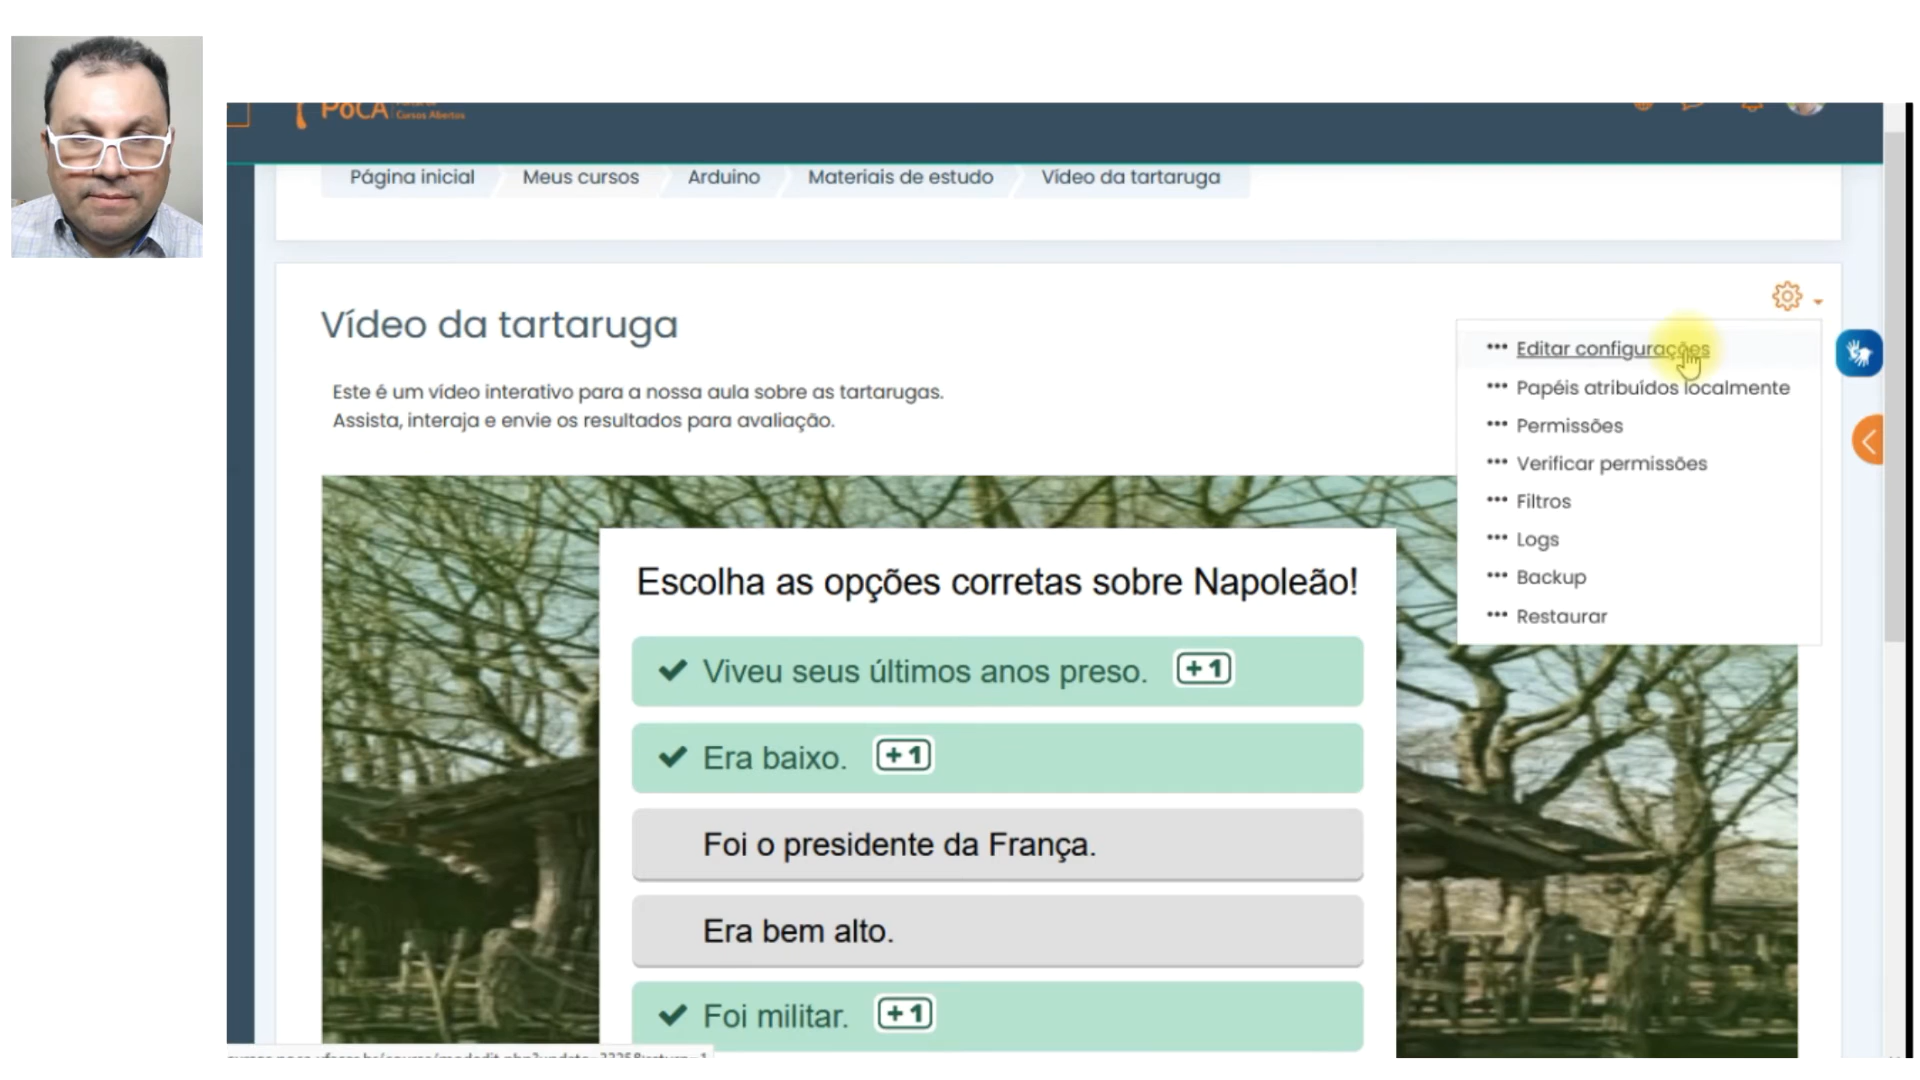 PoCA
Cursos Abertos
Página inicial
Meus cursos
Arduino
Materiais de estudo
Vídeo da tartaruga
Vídeo da tartaruga
Este é um vídeo interativo para a nossa aula sobre as tartarugas.
Assista, interaja e envie os resultados para avaliação.
Editar configurações
Papéis atribuídos localmente
Permissões
Verificar permissões
Filtros
Logs
Backup
Restaurar
Escolha as opções corretas sobre Napoleão!
Viveu seus últimos anos preso. +1
Era baixo. +1
Foi o presidente da França.
Era bem alto.
Foi militar. +1